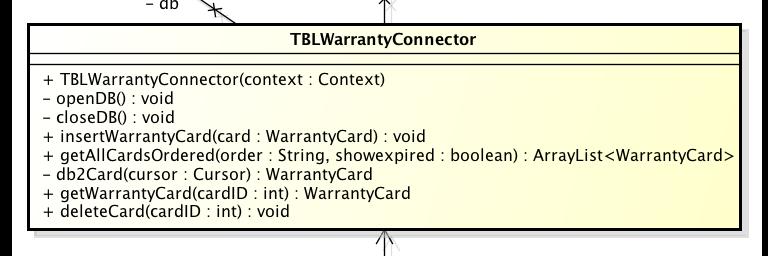 - db
TBLWarrantyConnector
+ TBLWarrantyConnector(context : Context)
- openDB() : void
- closeDB() : void
+ insertWarrantyCard(card : WarrantyCard) : void
+ getAllCardsOrdered(order : String, showexpired : boolean) : ArrayList<WarrantyCard>
- db2Card(cursor : Cursor) : WarrantyCard
+ getWarrantyCard(cardID : int) : WarrantyCard
+ deleteCard(cardID : int) : void